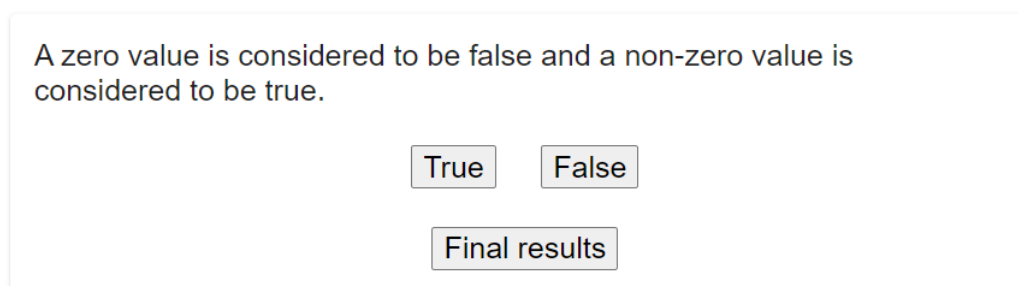 A zero value is considered to be false and a non-zero value is
considered to be true.
True False
Final results